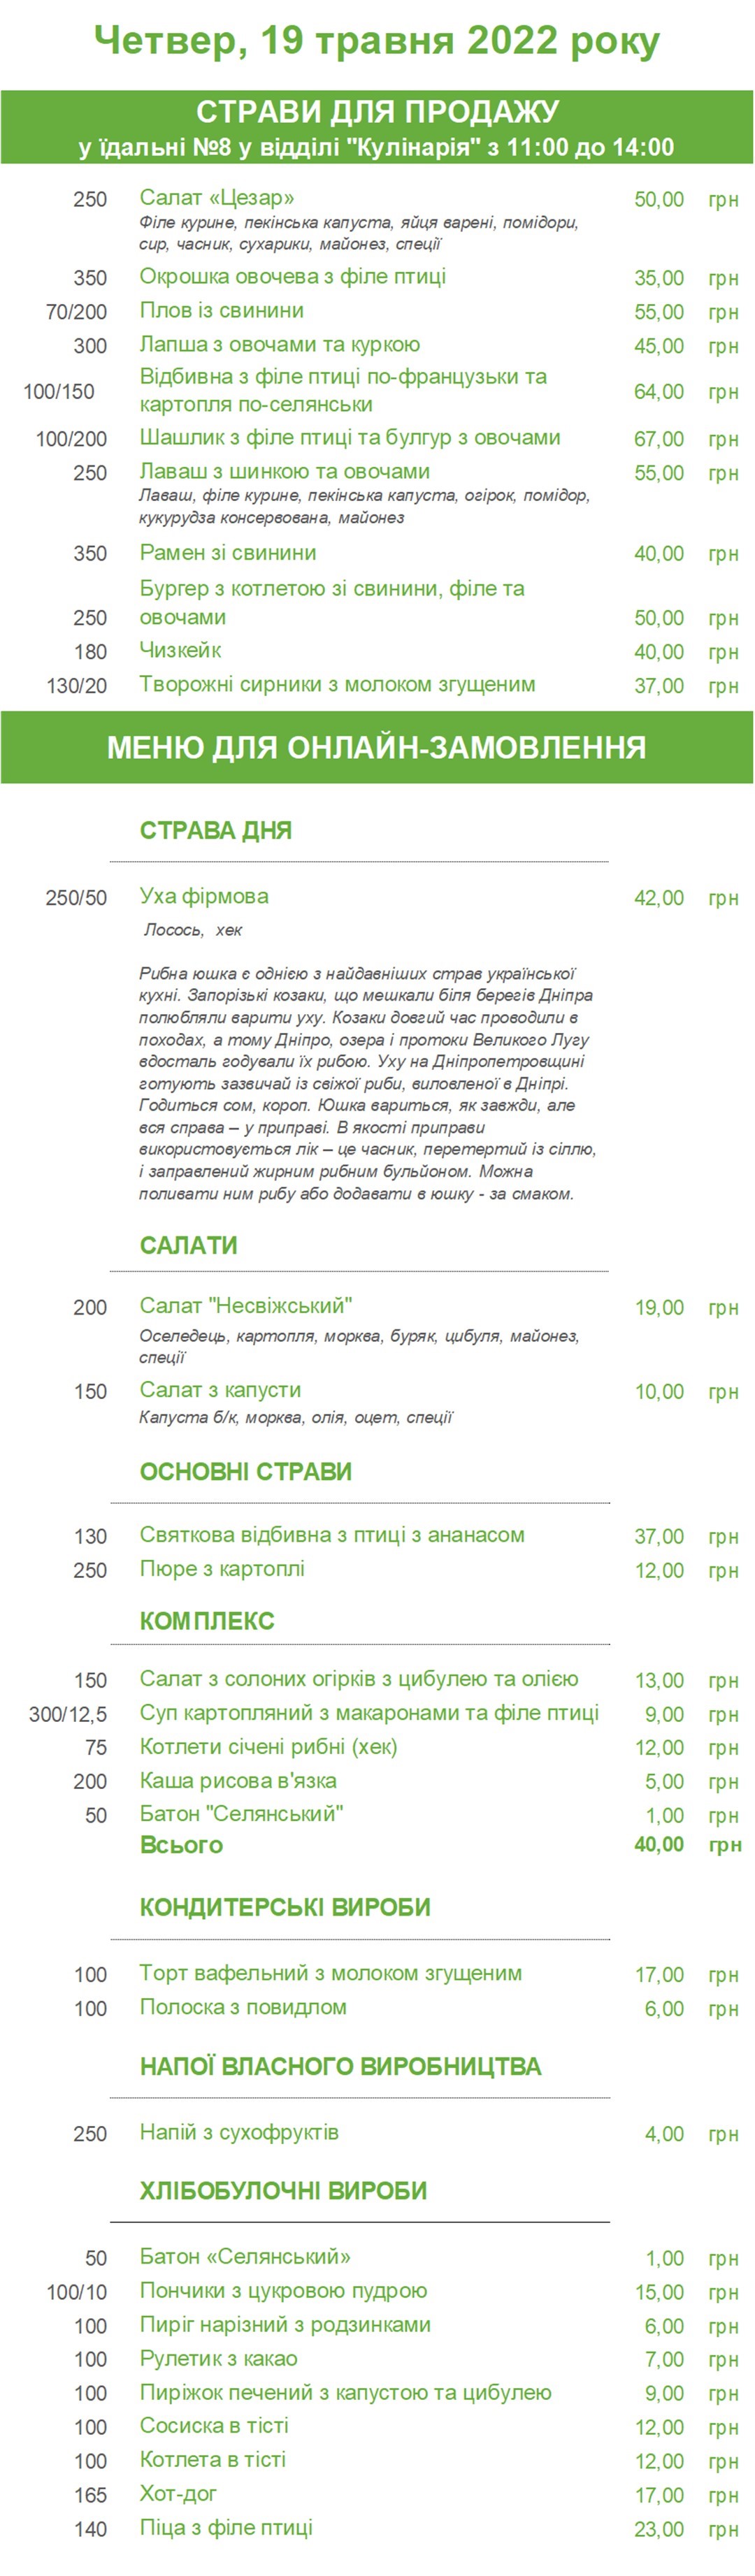 Четвер, 19 травня 2022 року
СТРАВИ ДЛЯ ПРОДАЖУ
у їдальні №8 у відділі "Кулінарія" з 11:00 до 14:00
250 Салат «Цезар» 50,00 грн
Філе курине, пекінська капуста, яйця варені, помідори,
сир, часник, сухарики, майонез, спеції
350 Окрошка овочева з філе птиці 35,00 грн
70/200 Плов із свинини 55,00 грн
300 Лапша з овочами та куркою 45,00 грн
Відбивна з філе птиці по-французьки та
100/150 картопля по-селянськи 64,00 грн
100/200 Шашлик з філе птиці та булгур з овочами 67,00 грн
250 Лаваш з шинкою та овочами 55,00 грн
Лаваш, філе курине, пекінська капуста, огірок, помідор,
кукурудза консервована, майонез
350 Рамен зі свинини 40,00 грн
Бургер з котлетою зі свинини, філе та
250 овочами 50,00 грн
180 Чизкейк 40,00 грн
130/20 Творожні сирники з молоком згущеним 37,00 грн
МЕНЮ ДЛЯ ОНЛАЙН-ЗАМОВЛЕННЯ
СТРАВА ДНЯ
250/50 Уха фірмова 42,00 грн
Лосось, хек
Рибна юшка є однією з найдавніших страв української
кухні. Запорізькі козаки, що мешкали біля берегів Дніпра
полюбляли варити уху. Козаки довгий час проводили в
походах, а тому Дніпро, озера і протоки Великого Лугу
вдосталь годували їх рибою. Уху на Дніпропетровщині
готують зазвичай із свіжої риби, виловленої в Дніпрі.
Годиться сом, короп. Юшка вариться, як завжди, але
вся справа – у приправі. В якості приправи
використовується лік – це часник, перетертий із сіллю,
і заправлений жирним рибним бульйоном. Можна
поливати ним рибу або додавати в юшку - за смаком.
САЛАТИ
200 Салат "Несвіжський" 19,00 грн
Оселедець, картопля, морква, буряк, цибуля, майонез,
спеції
150 Салат з капусти 10,00 грн
Капуста б/к, морква, олія, оцет, спеції
ОСНОВНІ СТРАВИ
130 Святкова відбивна з птиці з ананасом 37,00 грн
250 Пюре з картоплі 12,00 грн
КОМПЛЕКС
150 Салат з солоних огірків з цибулею та олією 13,00 грн
300/12,5 Суп картопляний з макаронами та філе птиці 9,00 грн
75 Котлети січені рибні (хек) 12,00 грн
200 Каша рисова в'язка 5,00 грн
50 Батон "Селянський" 1,00 грн
Всього 40,00 грн
КОНДИТЕРСЬКІ ВИРОБИ
100 Торт вафельний з молоком згущеним 17,00 грн
100 Полоска з повидлом 6,00 грн
НАПОЇ ВЛАСНОГО ВИРОБНИЦТВА
250 Напій з сухофруктів 4,00 грн
ХЛІБОБУЛОЧНІ ВИРОБИ
50 Батон «Селянський» 1,00 грн
100/10 Пончики з цукровою пудрою 15,00 грн
100 Пиріг нарізний з родзинками 6,00 грн
100 Рулетик з какао 7,00 грн
100 Пиріжок печений з капустою та цибулею 9,00 грн
100 Сосиска в тісті 12,00 грн
100 Котлета в тісті 12,00 грн
165 Хот-дог 17,00 грн
140 Піца з філе птиці 23,00 грн